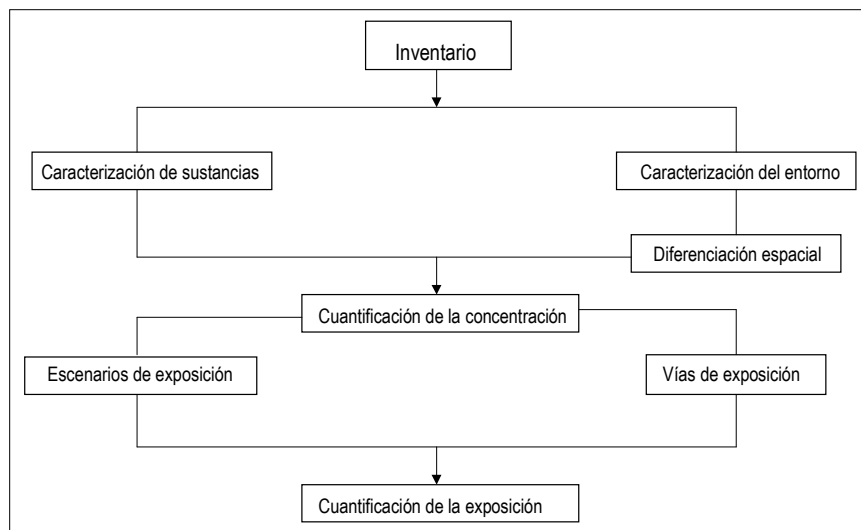 Inventario
Caracterización de sustancias
Caracterización del entorno
Diferenciación espacial
Cuantificación de la concentración
Escenarios de exposición
Vías de exposición
Cuantificación de la exposición